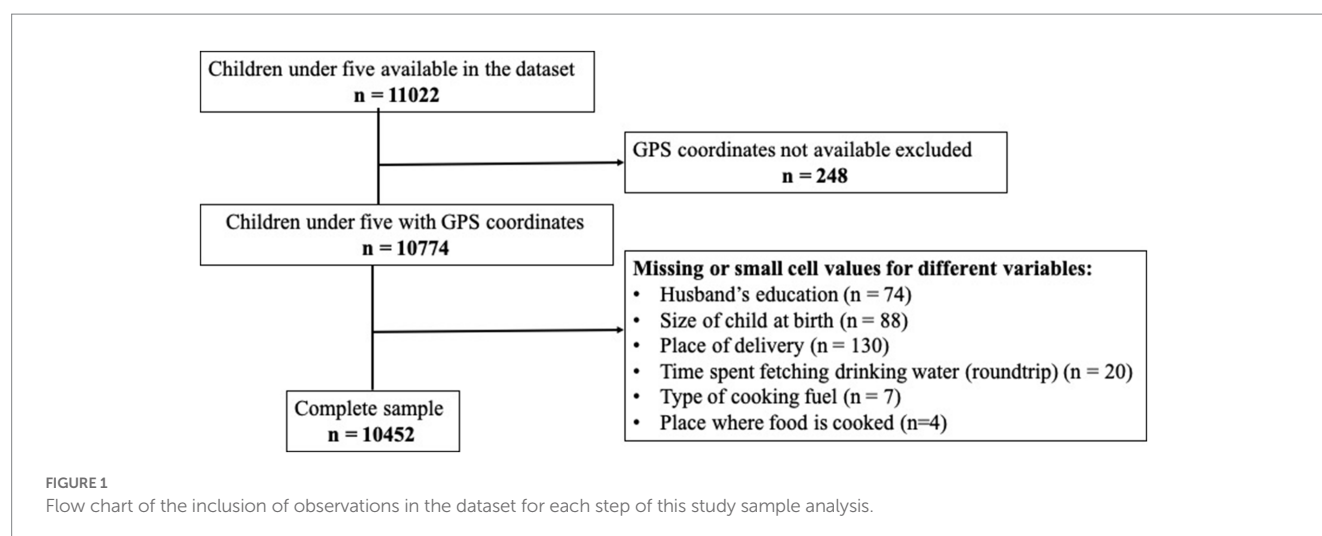 Children under five available in the dataset
n = 11022
GPS coordinates not available excluded
n = 248
Children under five with GPS coordinates
n = 10774
Missing or small cell values for different variables:
• Husband's education (n = 74)
• Size of child at birth (n = 88)
• Place of delivery (n = 130)
• Time spent fetching drinking water (roundtrip) (n = 20)
• Type of cooking fuel (n = 7)
• Place where food is cooked (n=4)
Complete sample
n = 10452
FIGURE 1
Flow chart of the inclusion of observations in the dataset for each step of this study sample analysis.